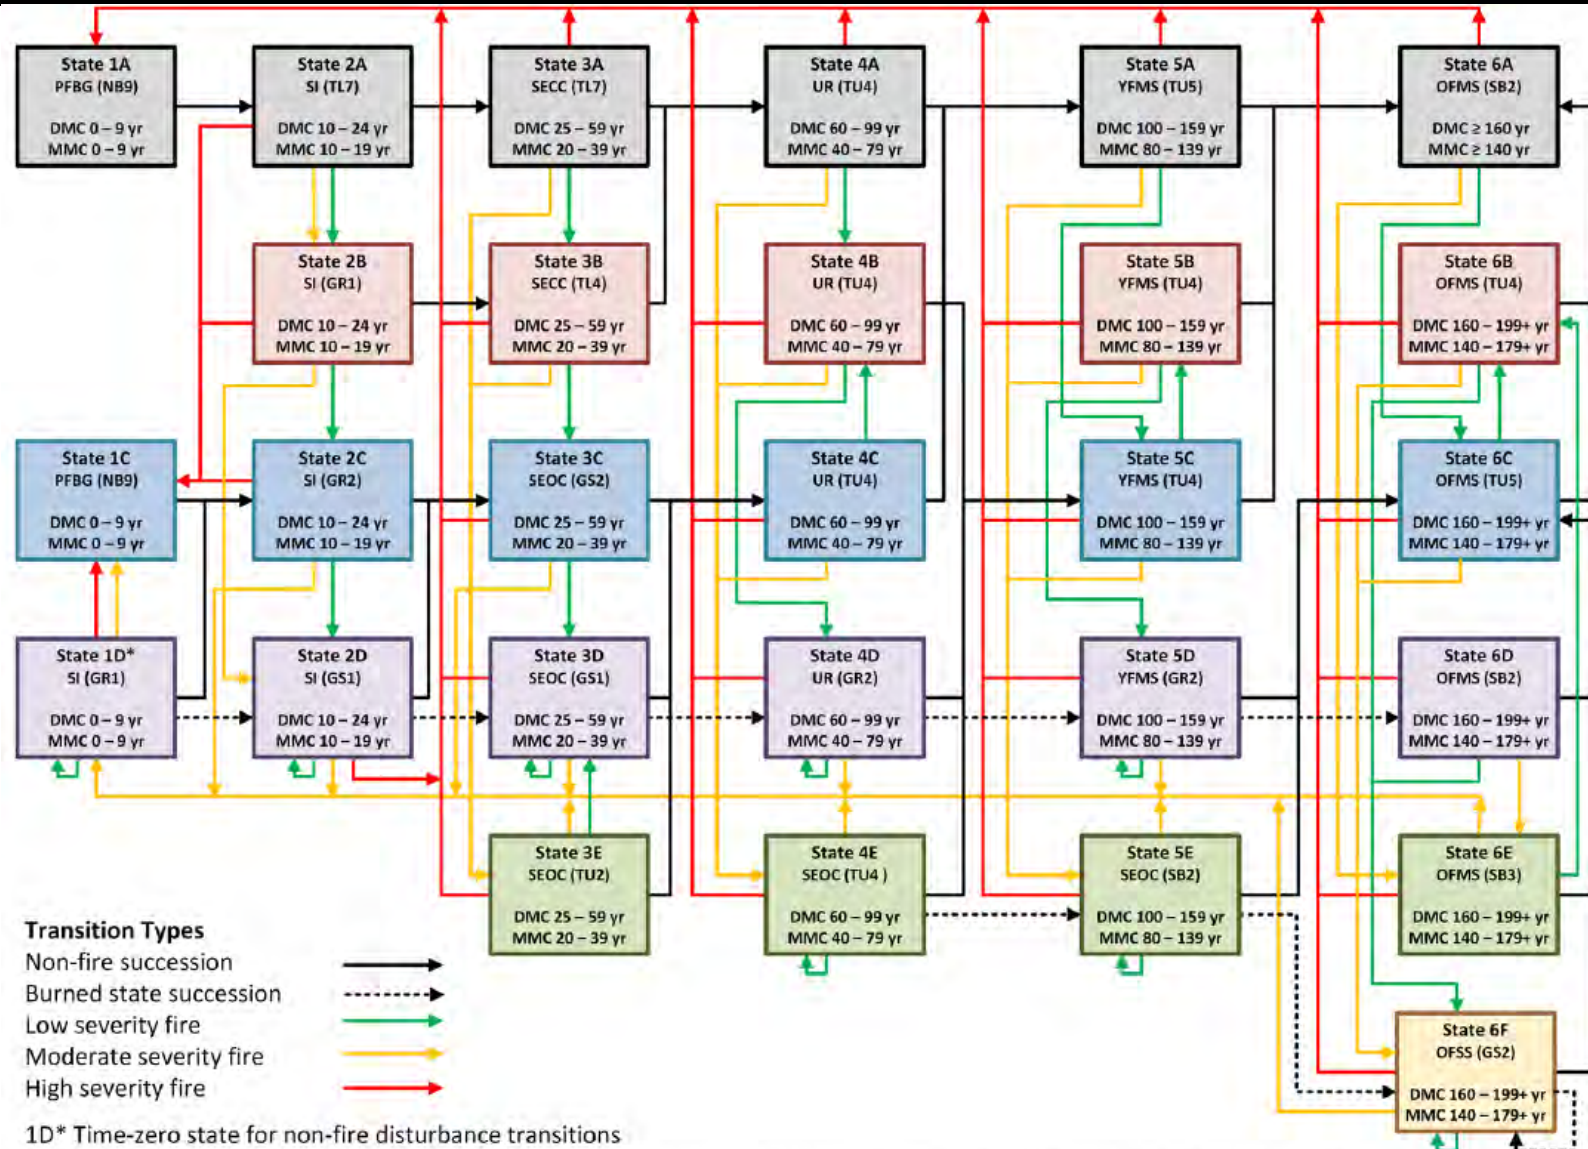 State 1A
PFBG (NB9)
DMC 0 – 9 yr
MMC 0 – 9 yr
State 2A
SI (TL7)
DMC 10 – 24 yr
MMC 10 – 19 yr
State 3A
SECC (TL7)
DMC 25 – 59 yr
MMC 20 – 39 yr
State 4A
UR (TU4)
DMC 60 – 99 yr
MMC 40 – 79 yr
State 5A
YFMS (TU5)
DMC 100 – 159 yr
MMC 80 – 139 yr
State 6A
OFMS (SB2)
DMC ≥ 160 yr
MMC ≥ 140 yr
State 2B
SI (GR1)
DMC 10 – 24 yr
MMC 10 – 19 yr
State 3B
SECC (TL4)
DMC 25 – 59 yr
MMC 20 – 39 yr
State 4B
UR (TU4)
DMC 60 – 99 yr
MMC 40 – 79 yr
State 5B
YFMS (TU4)
DMC 100 – 159 yr
MMC 80 – 139 yr
State 6B
OFMS (TU4)
DMC 160 – 199+ yr
MMC 140 – 179+ yr
State 1C
PFBG (NB9)
DMC 0 – 9 yr
MMC 0 – 9 yr
State 2C
SI (GR2)
DMC 10 – 24 yr
MMC 10 – 19 yr
State 3C
SEOC (GS2)
DMC 25 – 59 yr
MMC 20 – 39 yr
State 4C
UR (TU4)
DMC 60 – 99 yr
MMC 40 – 79 yr
State 5C
YFMS (TU4)
DMC 100 – 159 yr
MMC 80 – 139 yr
State 6C
OFMS (TU5)
DMC 160 – 199+ yr
MMC 140 – 179+ yr
State 1D*
SI (GR1)
DMC 0 – 9 yr
MMC 0 – 9 yr
State 2D
SI (GS1)
DMC 10 – 24 yr
MMC 10 – 19 yr
State 3D
SEOC (GS1)
DMC 25 – 59 yr
MMC 20 – 39 yr
State 4D
UR (GR2)
DMC 60 – 99 yr
MMC 40 – 79 yr
State 5D
YFMS (GR2)
DMC 100 – 159 yr
MMC 80 – 139 yr
State 6D
OFMS (SB2)
DMC 160 – 199+ yr
MMC 140 – 179+ yr
State 3E
SEOC (TU2)
DMC 25 – 59 yr
MMC 20 – 39 yr
State 4E
SEOC (TU4 )
DMC 60 – 99 yr
MMC 40 – 79 yr
State 5E
SEOC (SB2)
DMC 100 – 159 yr
MMC 80 – 139 yr
State 6E
OFMS (SB3)
DMC 160 – 199+ yr
MMC 140 – 179+ yr
State 6F
OFSS (GS2)
DMC 160 – 199+ yr
MMC 140 – 179+ yr
Transition Types
Non-fire succession
Burned state succession
Low severity fire
Moderate severity fire
High severity fire
1D* Time-zero state for non-fire disturbance transitions